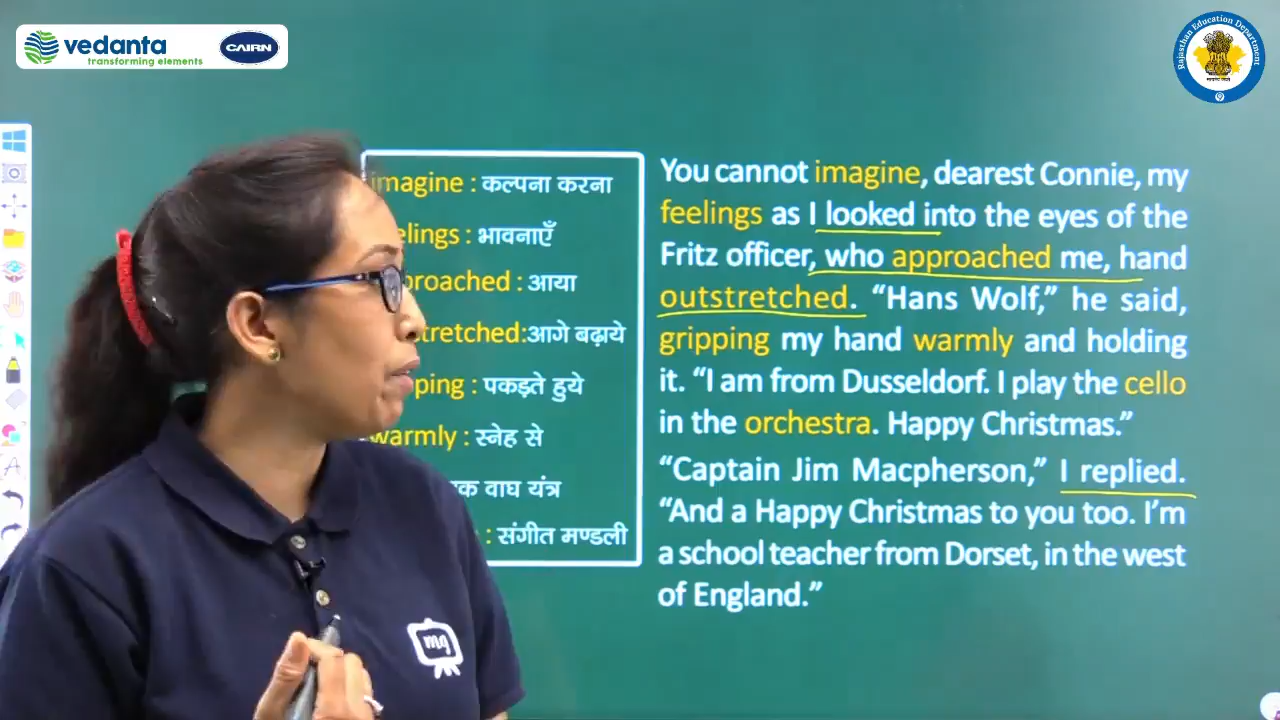 vedanta
transforming elements
CAIRN
Rajasthan Education Department
imagine : कल्पना करना
elings : भावनाएँ
proached : आया
tretched:आगे बढ़ाये
ping : पकड़ते हुये
warmly : स्नेह से
क वाघ यंत्र
: संगीत मण्डली
You cannot imagine, dearest Connie, my
feelings as I looked into the eyes of the
Fritz officer, who approached me, hand
outstretched. “Hans Wolf,” he said,
gripping my hand warmly and holding
it. “I am from Dusseldorf. I play the cello
in the orchestra. Happy Christmas.”
“Captain Jim Macpherson,” I replied.
“And a Happy Christmas to you too. I’m
a school teacher from Dorset, in the west
of England.”
mg